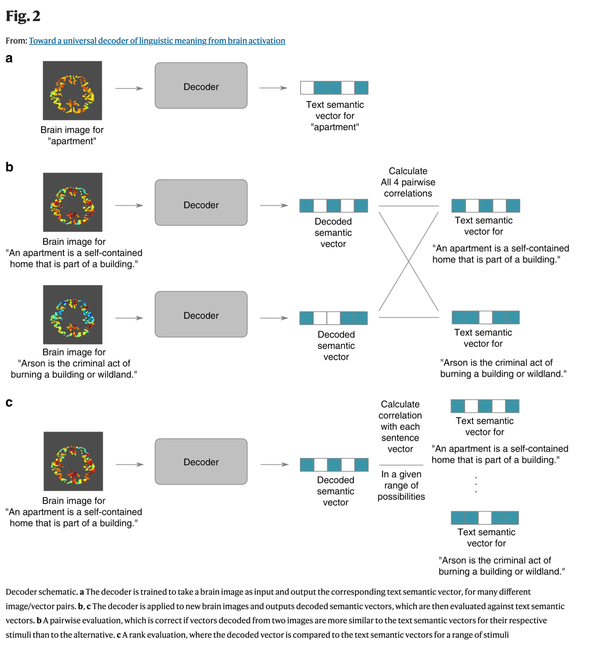 Fig. 2
From: Toward a universal decoder of linguistic meaning from brain activation
a
Decoder
Brain image for
"apartment"
Text semantic
vector for
"apartment"
b
Calculate
All 4 pairwise
correlations
Decoder
Brain image for
"An apartment is a self-contained
home that is part of a building."
Decoded
semantic
vector
Text semantic
vector for
"An apartment is a self-contained
home that is part of a building."
Decoder
Brain image for
"Arson is the criminal act of
burning a building or wildland."
Decoded
semantic
vector
Text semantic
vector for
"Arson is the criminal act of
burning a building or wildland."
c
Calculate
correlation
with each
sentence
vector
Text semantic
vector for
"An apartment is a self-contained
home that is part of a building."
Decoder
Brain image for
"An apartment is a self-contained
home that is part of a building."
Decoded
semantic
vector
In a given
range of
possibilities
Text semantic
vector for
"Arson is the criminal act of
burning a building or wildland."
Decoder schematic. a The decoder is trained to take a brain image as input and output the corresponding text semantic vector, for many different
image/vector pairs. b, c The decoder is applied to new brain images and outputs decoded semantic vectors, which are then evaluated against text semantic
vectors. b A pairwise evaluation, which is correct if vectors decoded from two images are more similar to the text semantic vectors for their respective
stimuli than to the alternative. c A rank evaluation, where the decoded vector is compared to the text semantic vectors for a range of stimuli